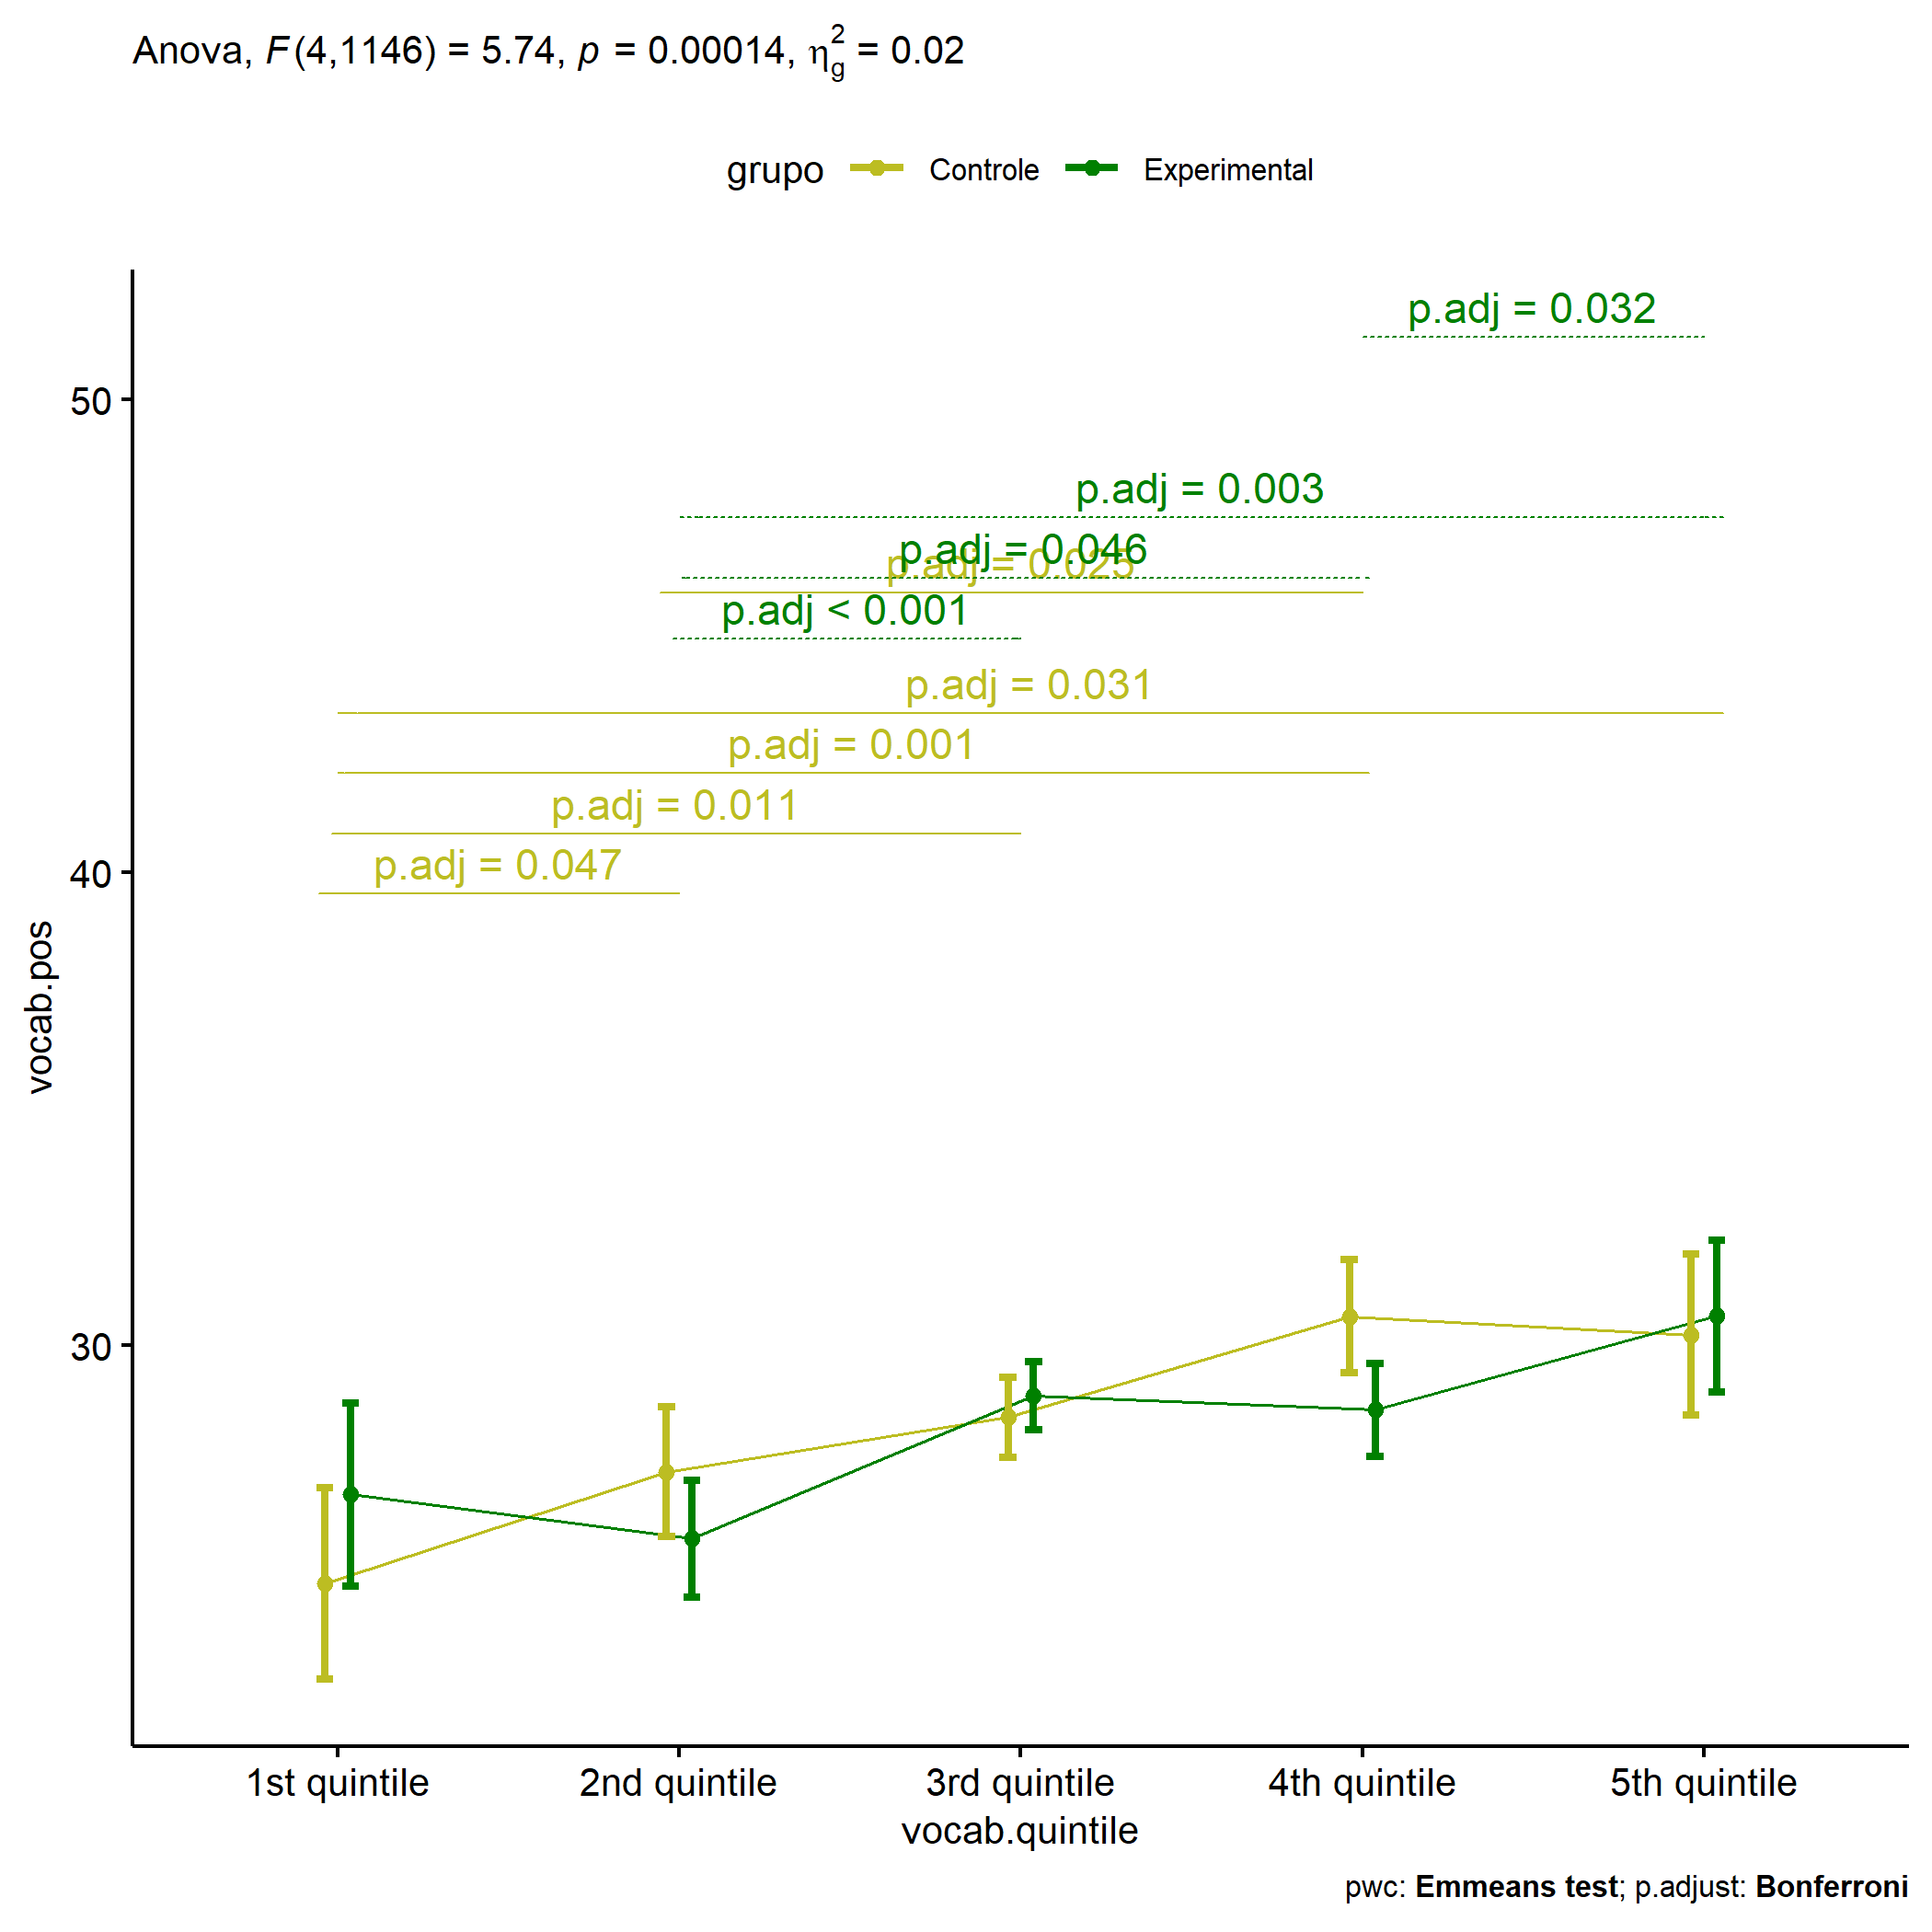 Anova, F(4,1146) = 5.74, p = 0.00014, η²g = 0.02
grupo Controle Experimental
p.adj = 0.032
50
p.adj = 0.003
p.adj = 0.046
p.adj = 0.025
p.adj < 0.001
p.adj = 0.031
p.adj = 0.001
p.adj = 0.011
p.adj = 0.047
40
vocab.pos
30
1st quintile 2nd quintile 3rd quintile 4th quintile 5th quintile
vocab.quintile
pwc: Emmeans test; p.adjust: Bonferroni